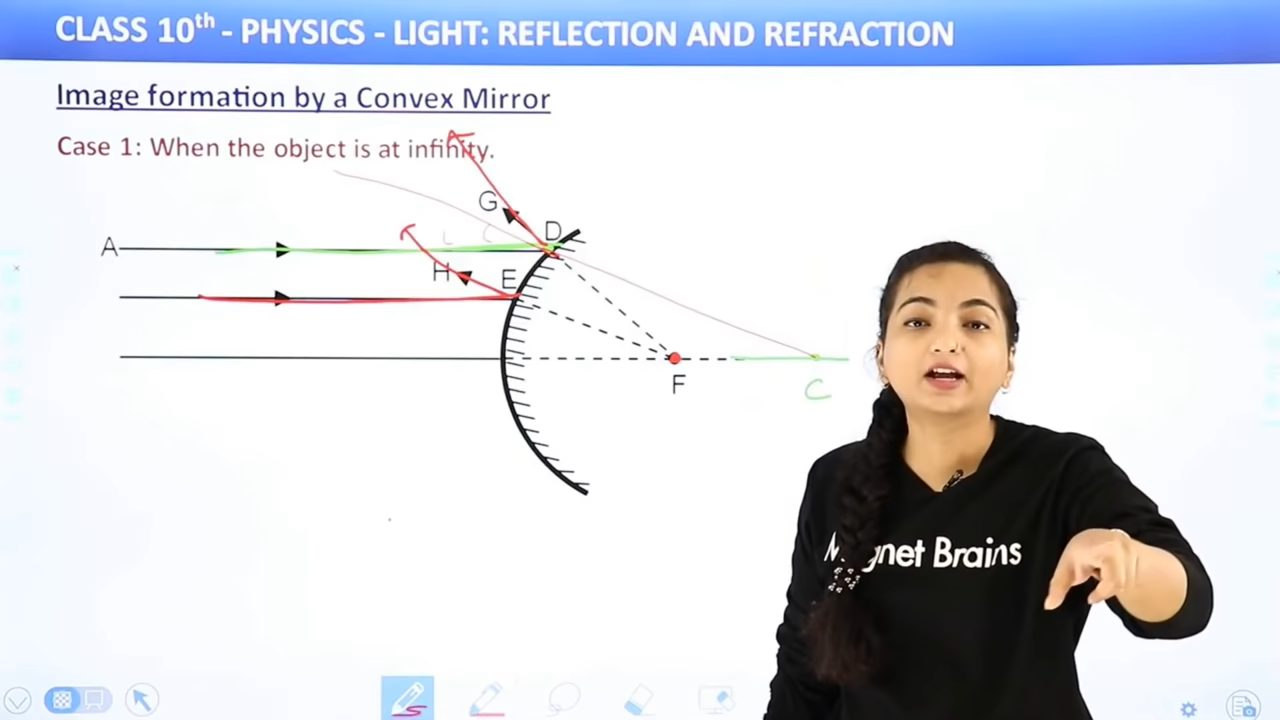 CLASS 10th - PHYSICS - LIGHT: REFLECTION AND REFRACTION
Image formation by a Convex Mirror
Case 1: When the object is at infinity.
G
D
A
L C
H
E
F
C
Magnet Brains